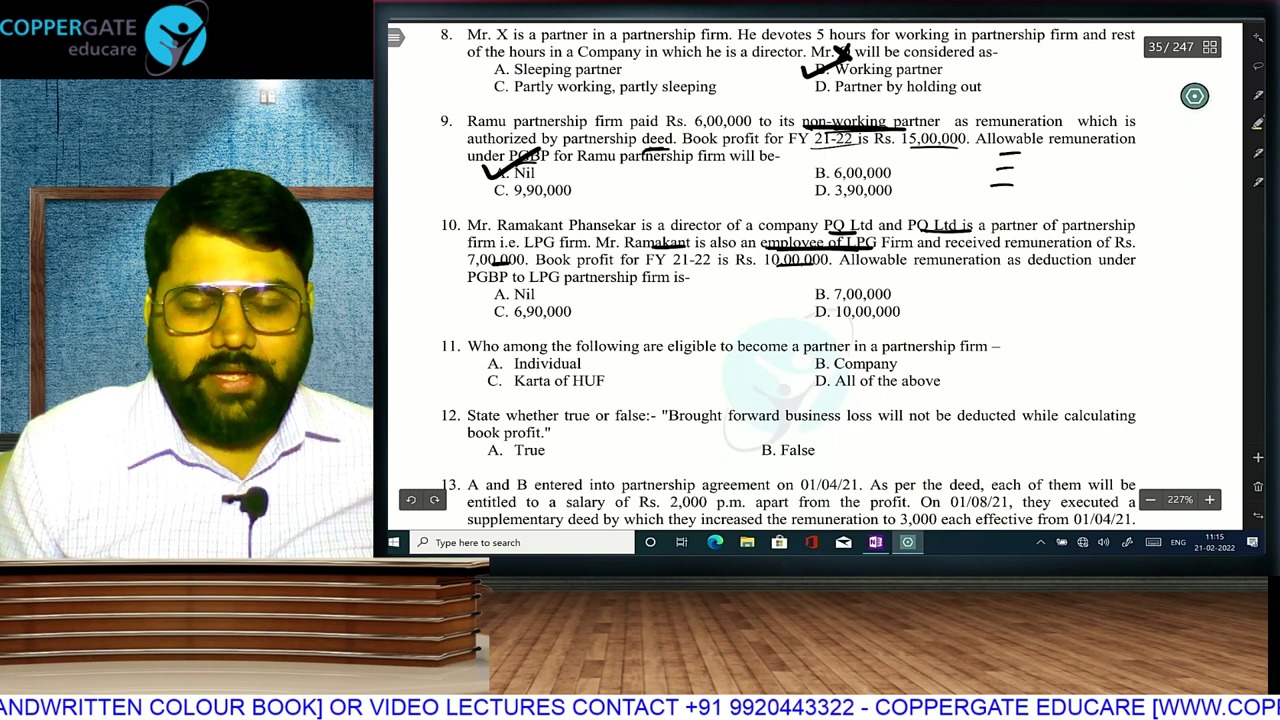 COPPERGATE
educare
8. Mr. X is a partner in a partnership firm. He devotes 5 hours for working in partnership firm and rest
of the hours in a Company in which he is a director. Mr. will be considered as-
A. Sleeping partner
Working partner
C. Partly working, partly sleeping
D. Partner by holding out
9. Ramu partnership firm paid Rs. 6,00,000 to its non-working partner as remuneration which is
authorized by partnership deed. Book profit for FY 21-22 is Rs. 15,00,000. Allowable remuneration
under PGBP for Ramu partnership firm will be-
A. Nil
B. 6,00,000
C. 9,90,000
D. 3,90,000
10. Mr. Ramakant Phansekar is a director of a company PQ Ltd and PQ Ltd is a partner of partnership
firm i.e. LPG firm. Mr. Ramakant is also an employee of LPG Firm and received remuneration of Rs.
7,00,000. Book profit for FY 21-22 is Rs. 10,00,000. Allowable remuneration as deduction under
PGBP to LPG partnership firm is-
A. Nil
B. 7,00,000
C. 6,90,000
D. 10,00,000
11. Who among the following are eligible to become a partner in a partnership firm –
A. Individual
B. Company
C. Karta of HUF
D. All of the above
12. State whether true or false:- "Brought forward business loss will not be deducted while calculating
book profit."
A. True
B. False
13. A and B entered into partnership agreement on 01/04/21. As per the deed, each of them will be
entitled to a salary of Rs. 2,000 p.m. apart from the profit. On 01/08/21, they executed a
supplementary deed by which they increased the remuneration to 3,000 each effective from 01/04/21.
35 / 247
227%
Type here to search
ENG
11:15
21-02-2022
ANDWRITTEN COLOUR BOOK] OR VIDEO LECTURES CONTACT +91 9920443322 - COPPERGATE EDUCARE [WWW.COP